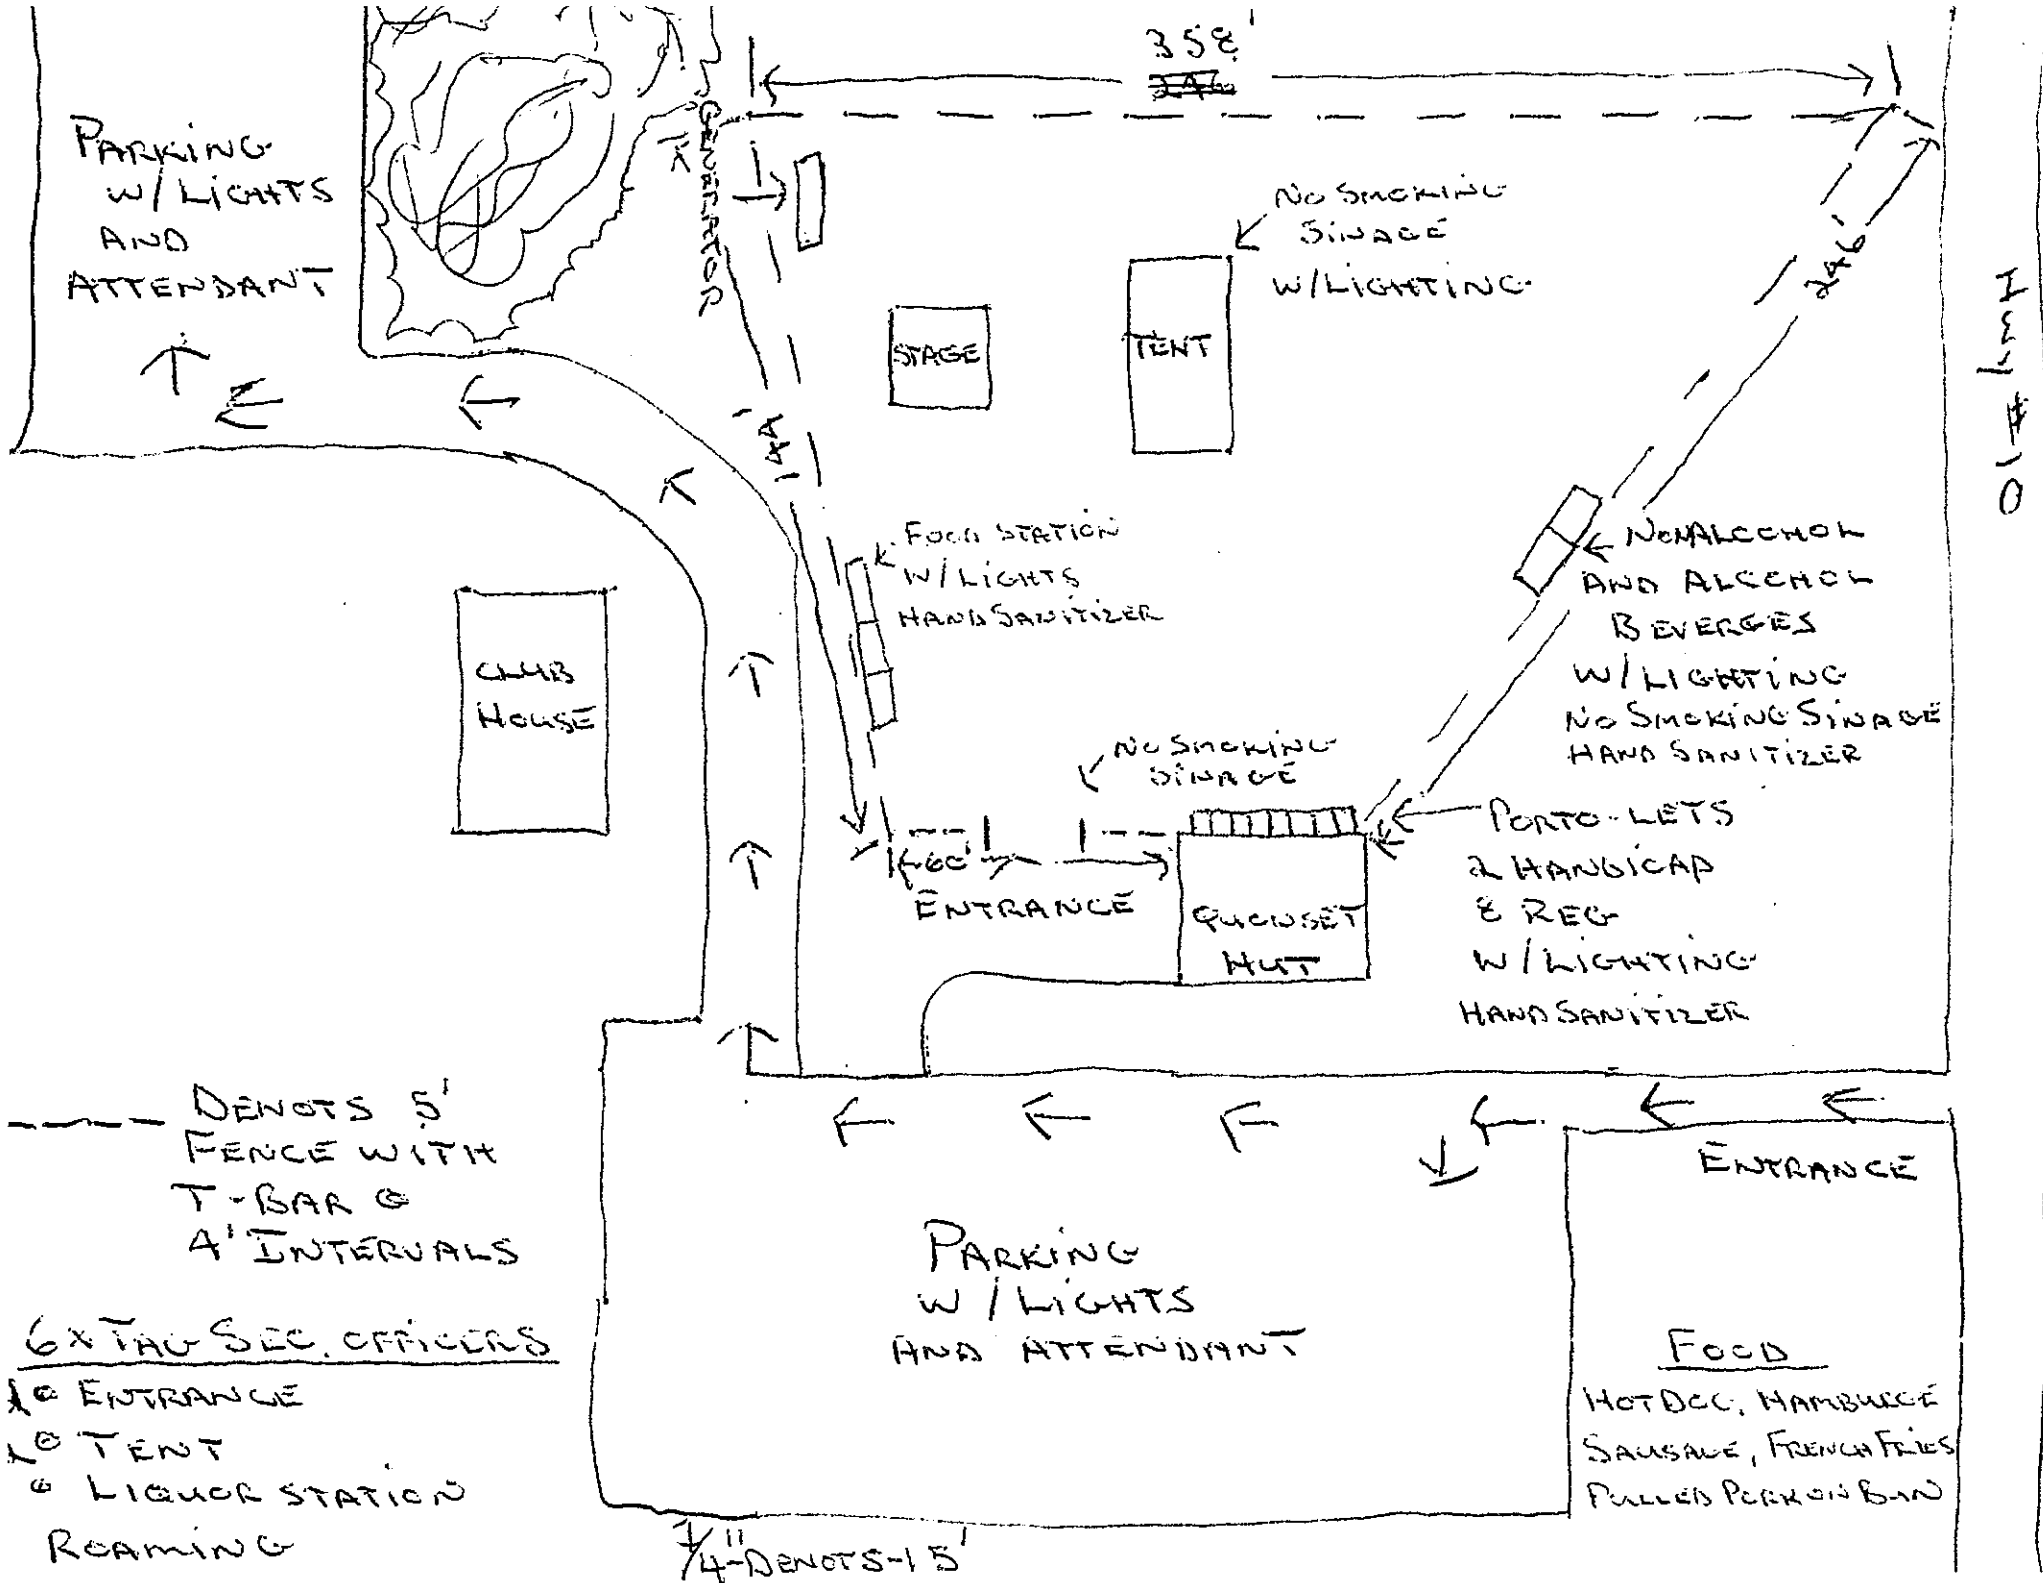 358'
246
PARKING
W/LIGHTS
AND
ATTENDANT
GENERATOR
NO SMOKING
SINAGE
W/LIGHTING
STAGE
TENT
246'
HWY #10
144'
FOOD STATION
W/LIGHTS
HAND SANITIZER
NONALCOHOL
AND ALCOHOL
BEVERGES
W/LIGHTING
NO SMOKING SINAGE
HAND SANITIZER
CLUB
HOUSE
NO SMOKING
SINAGE
60'
ENTRANCE
QUONSET
HUT
PORTO-LETS
2 HANDICAP
8 REG
W/LIGHTING
HAND SANITIZER
DENOTS 5'
FENCE WITH
T-BAR @
4' INTERVALS
ENTRANCE
PARKING
W/LIGHTS
AND ATTENDANT
6X TAG SEC. OFFICERS
@ ENTRANCE
@ TENT
@ LIQUOR STATION
ROAMING
FOOD
HOTDOG, HAMBURGE
SAUSAGE, FRENCH FRIES
PULLED PORK ON BUN
1/4"-DENOTS-15'